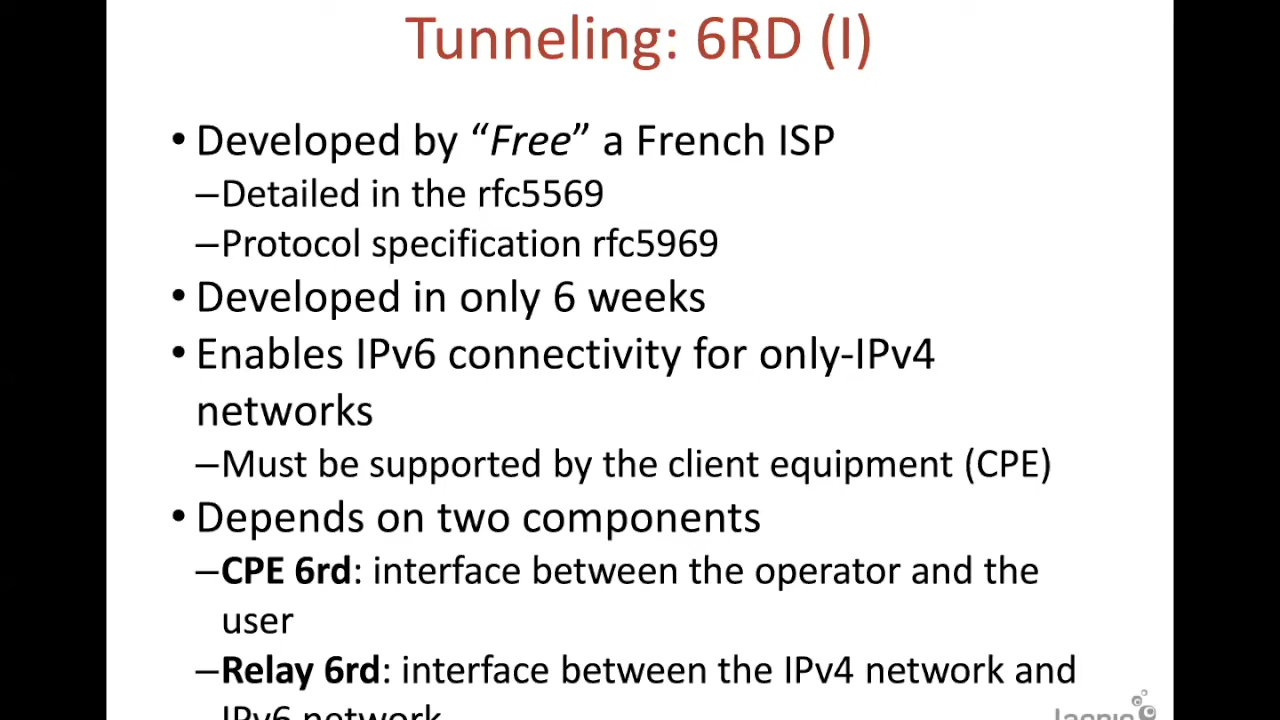 Tunneling: 6RD (I)
• Developed by “Free” a French ISP
–Detailed in the rfc5569
–Protocol specification rfc5969
• Developed in only 6 weeks
• Enables IPv6 connectivity for only-IPv4
networks
–Must be supported by the client equipment (CPE)
• Depends on two components
–CPE 6rd: interface between the operator and the
user
–Relay 6rd: interface between the IPv4 network and
IPv6 network